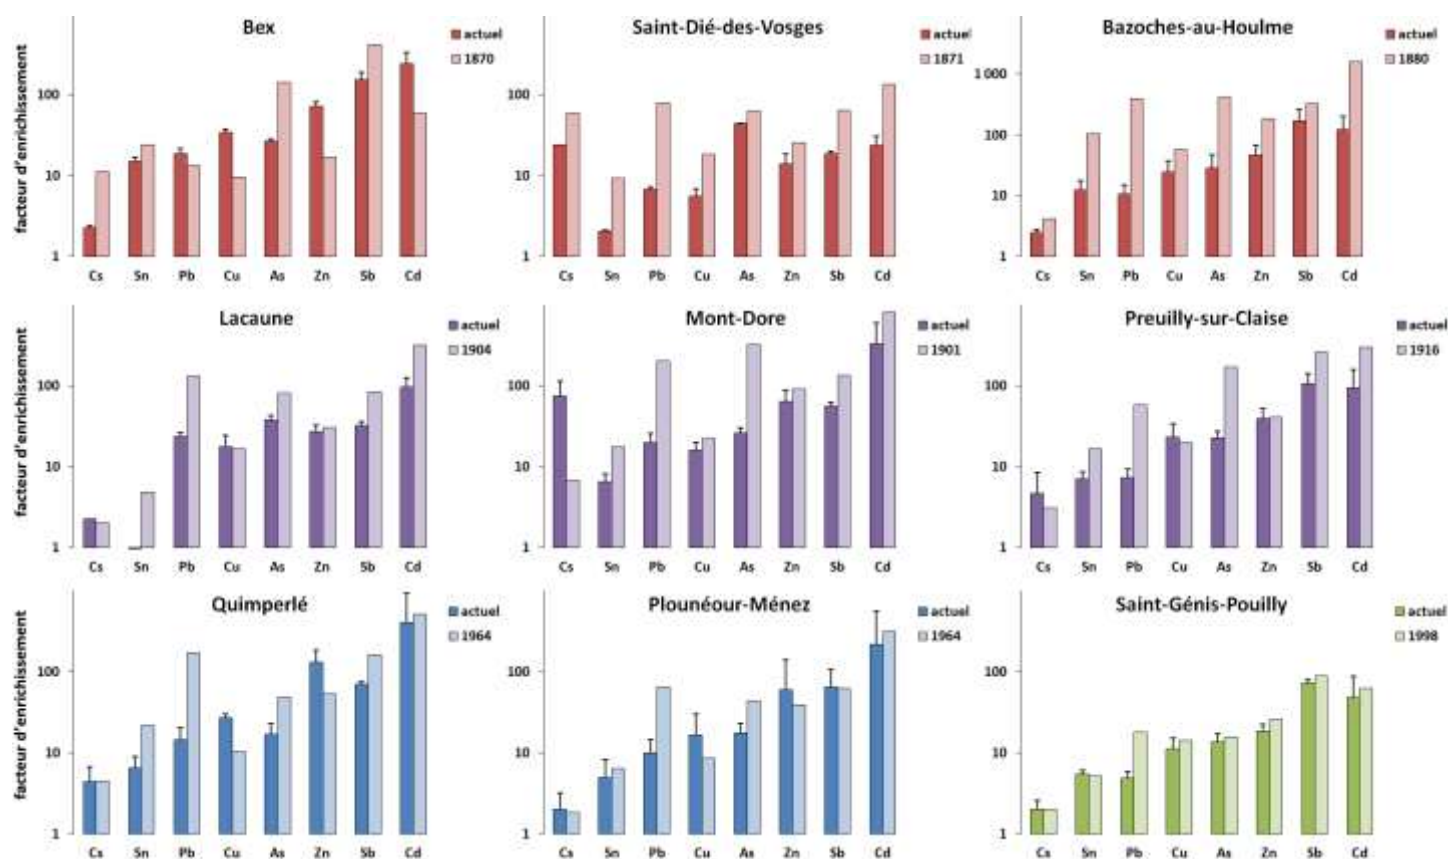 Bex
actuel
1870
facteur d'enrichissement
100
10
1
Cs Sn Pb Cu As Zn Sb Cd
Saint-Dié-des-Vosges
actuel
1871
100
10
1
Cs Sn Pb Cu As Zn Sb Cd
Bazoches-au-Houlme
actuel
1880
1 000
100
10
1
Cs Sn Pb Cu As Zn Sb Cd
Lacaune
actuel
1904
facteur d'enrichissement
100
10
1
Cs Sn Pb Cu As Zn Sb Cd
Mont-Dore
actuel
1901
100
10
1
Cs Sn Pb Cu As Zn Sb Cd
Preuilly-sur-Claise
actuel
1916
100
10
1
Cs Sn Pb Cu As Zn Sb Cd
Quimperlé
actuel
1964
facteur d'enrichissement
100
10
1
Cs Sn Pb Cu As Zn Sb Cd
Plounéour-Ménez
actuel
1964
100
10
1
Cs Sn Pb Cu As Zn Sb Cd
Saint-Génis-Pouilly
actuel
1998
100
10
1
Cs Sn Pb Cu As Zn Sb Cd